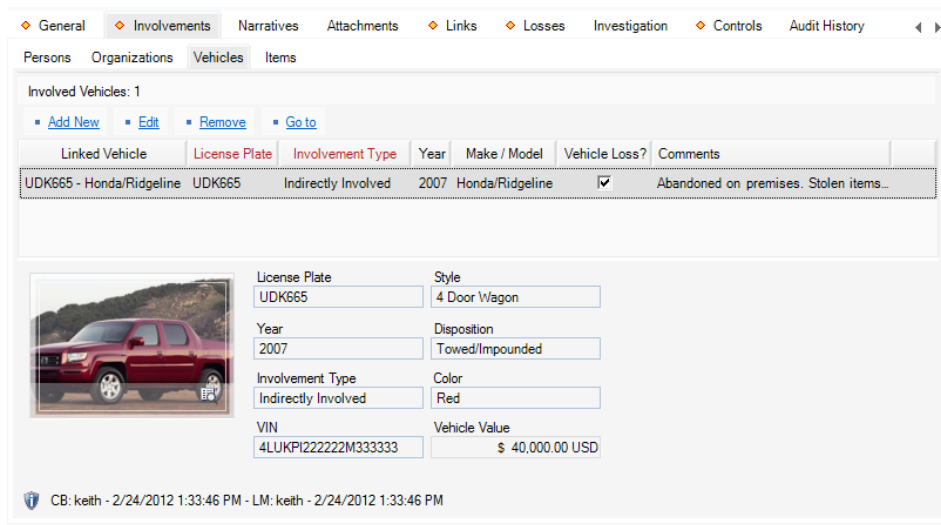 General Involvements Narratives Attachments Links Losses Investigation Controls Audit History
Persons Organizations Vehicles Items
Involved Vehicles: 1
Add New Edit Remove Go to
Linked Vehicle License Plate Involvement Type Year Make / Model Vehicle Loss? Comments
UDK665 - Honda/Ridgeline UDK665 Indirectly Involved 2007 Honda/Ridgeline Abandoned on premises. Stolen items...
License Plate Style
UDK665 4 Door Wagon
Year Disposition
2007 Towed/Impounded
Involvement Type Color
Indirectly Involved Red
VIN Vehicle Value
4LUKPI222222M333333 $ 40,000.00 USD
CB: keith - 2/24/2012 1:33:46 PM - LM: keith - 2/24/2012 1:33:46 PM